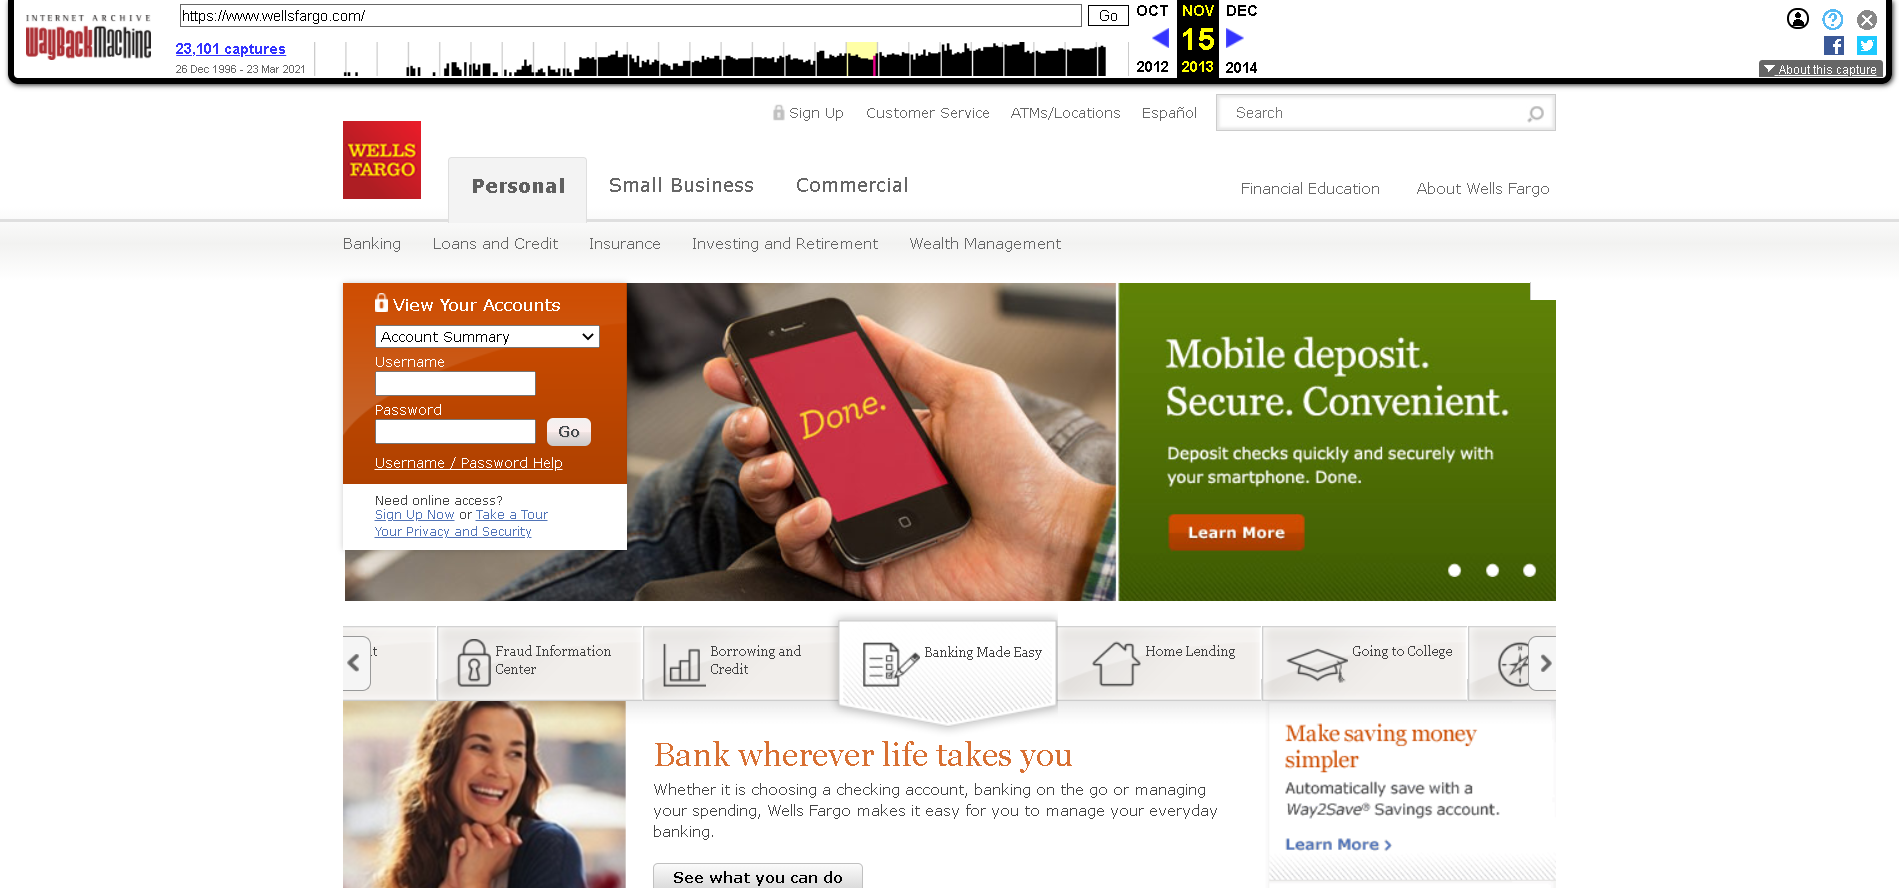 INTERNET ARCHIVE
WayBackMachine
https://www.wellsfargo.com/
Go
23,101 captures
26 Dec 1996 - 23 Mar 2021
OCT
NOV
DEC
15
2012
2013
2014
About this capture
Sign Up
Customer Service
ATMs/Locations
Español
Search
WELLS
FARGO
Personal
Small Business
Commercial
Financial Education
About Wells Fargo
Banking
Loans and Credit
Insurance
Investing and Retirement
Wealth Management
View Your Accounts
Account Summary
Username
Password
Go
Username / Password Help
Need online access?
Sign Up Now or Take a Tour
Your Privacy and Security
Done.
Mobile deposit.
Secure. Convenient.
Deposit checks quickly and securely with
your smartphone. Done.
Learn More
Fraud Information
Center
Borrowing and
Credit
Banking Made Easy
Home Lending
Going to College
Bank wherever life takes you
Whether it is choosing a checking account, banking on the go or managing
your spending, Wells Fargo makes it easy for you to manage your everyday
banking.
See what you can do
Make saving money
simpler
Automatically save with a
Way2Save® Savings account.
Learn More >